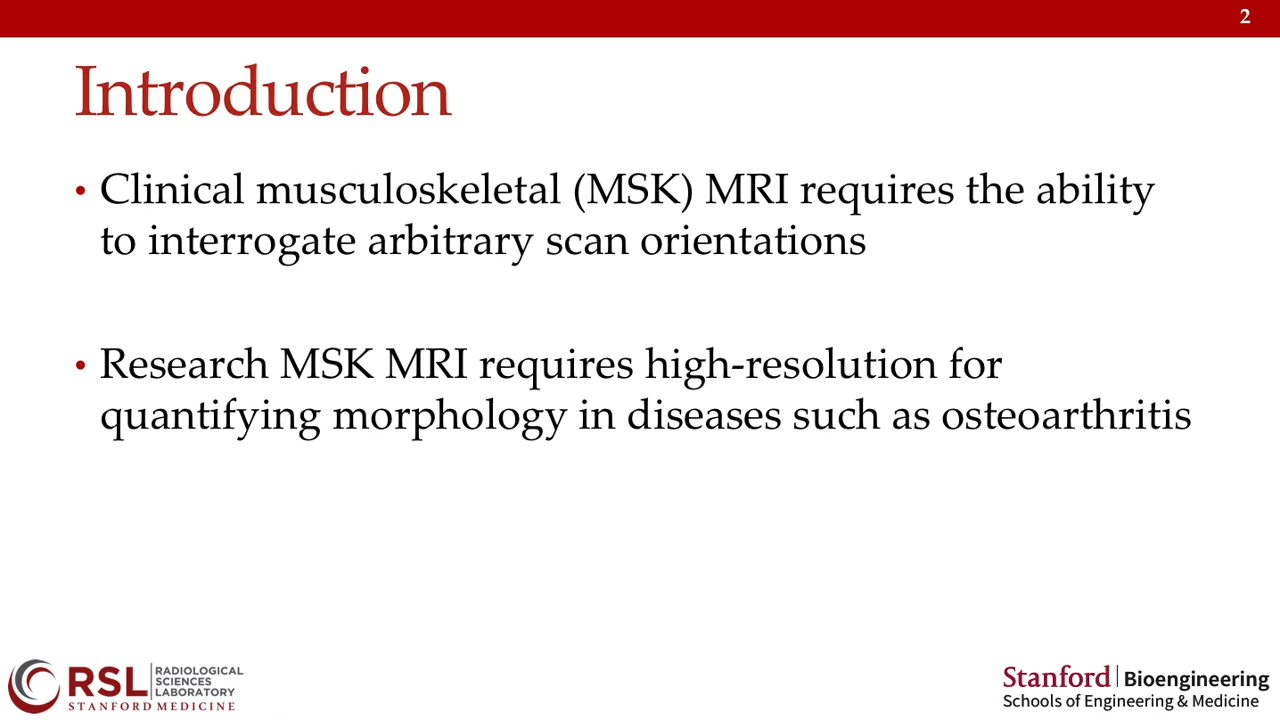 2
Introduction
• Clinical musculoskeletal (MSK) MRI requires the ability
to interrogate arbitrary scan orientations
• Research MSK MRI requires high-resolution for
quantifying morphology in diseases such as osteoarthritis
RSL
RADIOLOGICAL
SCIENCES
LABORATORY
STANFORD MEDICINE
Stanford | Bioengineering
Schools of Engineering & Medicine